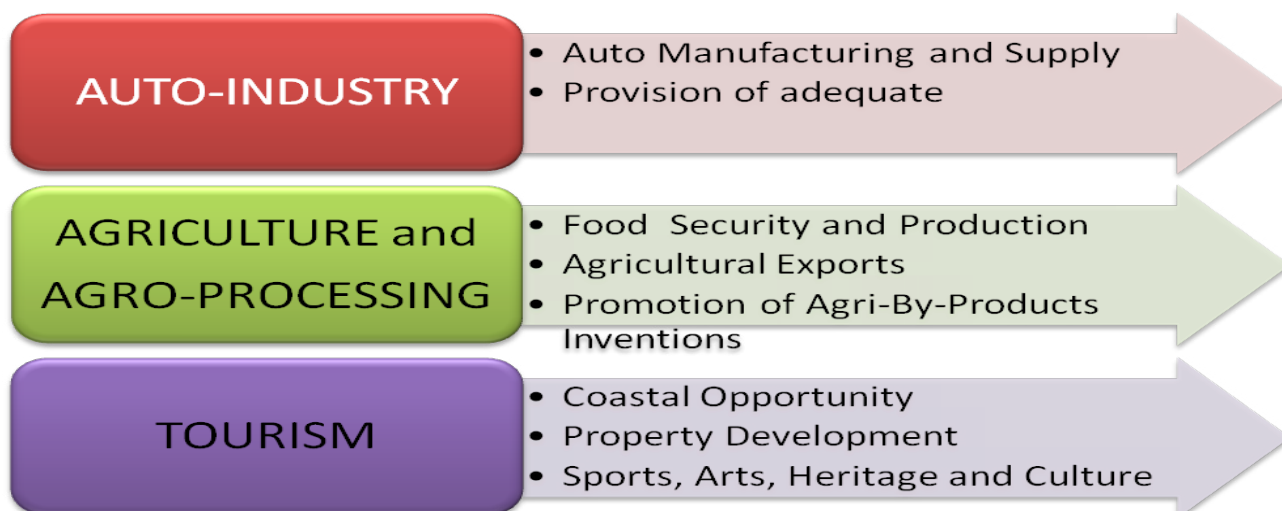 AUTO-INDUSTRY
• Auto Manufacturing and Supply
• Provision of adequate
AGRICULTURE and
AGRO-PROCESSING
• Food  Security and Production
• Agricultural Exports
• Promotion of Agri-By-Products
Inventions
TOURISM
• Coastal Opportunity
• Property Development
• Sports, Arts, Heritage and Culture